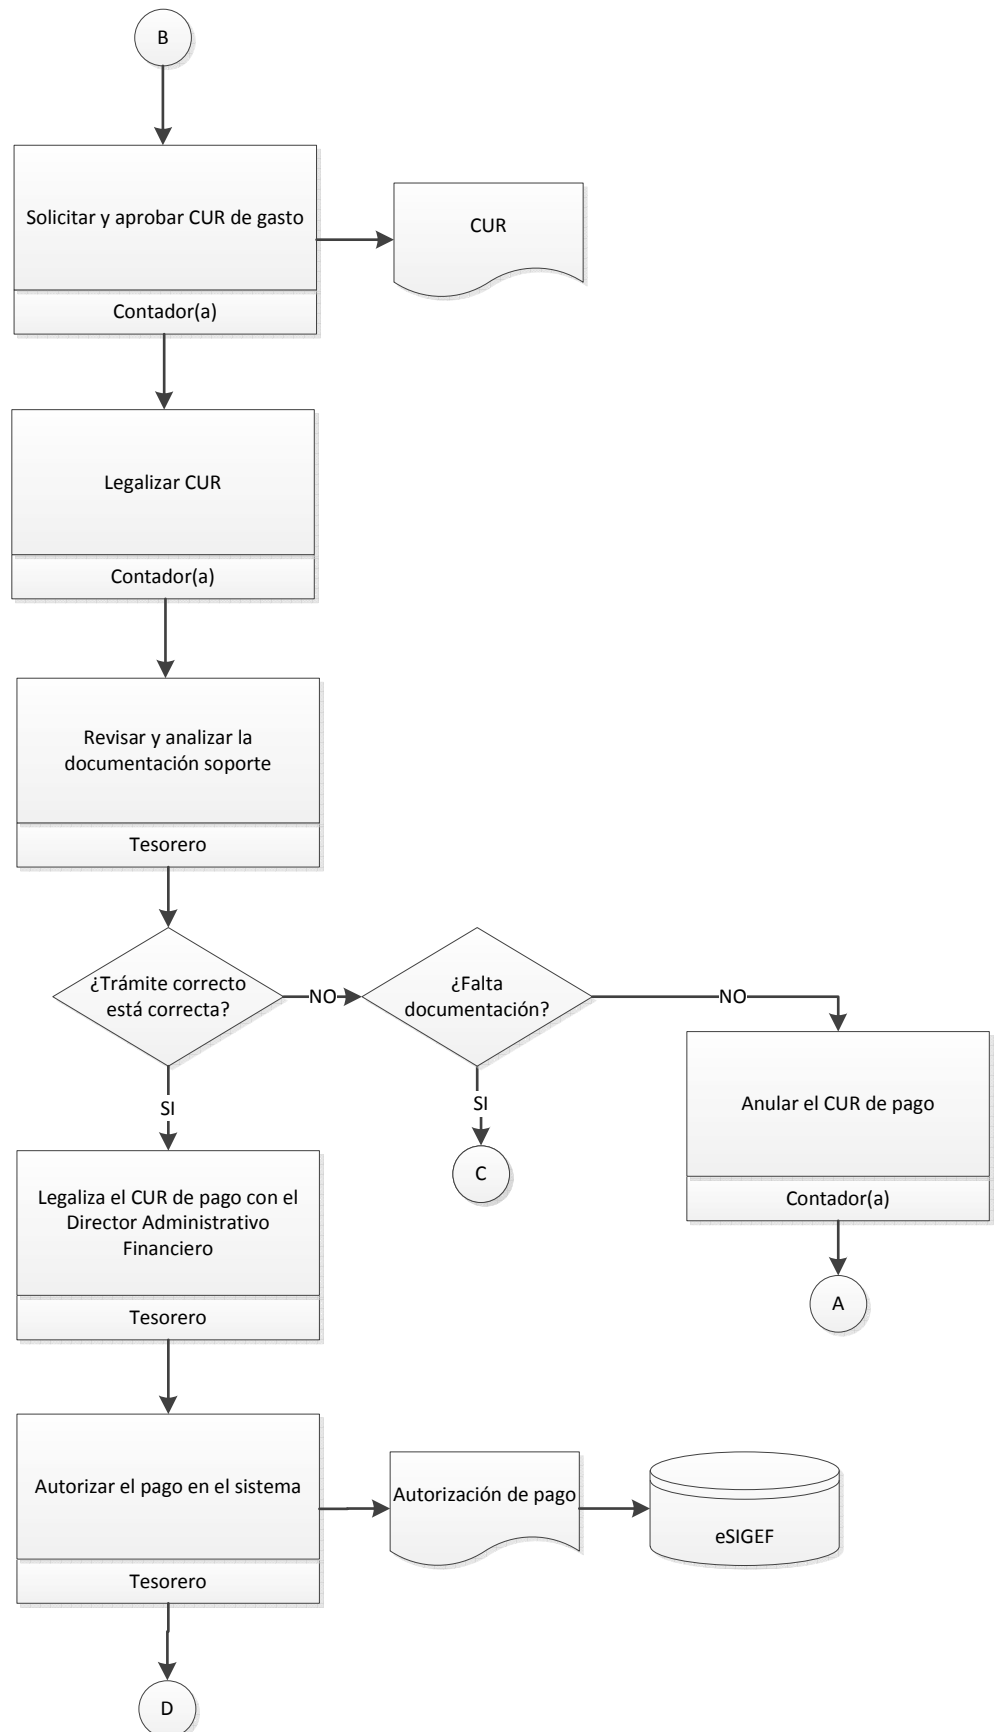 B
Solicitar y aprobar CUR de gasto
Contador(a)
CUR
Legalizar CUR
Contador(a)
Revisar y analizar la
documentación soporte
Tesorero
¿Trámite correcto
está correcta?
NO
¿Falta
documentación?
NO
SI
SI
Anular el CUR de pago
Contador(a)
C
A
Legaliza el CUR de pago con el
Director Administrativo
Financiero
Tesorero
Autorizar el pago en el sistema
Tesorero
Autorización de pago
eSIGEF
D